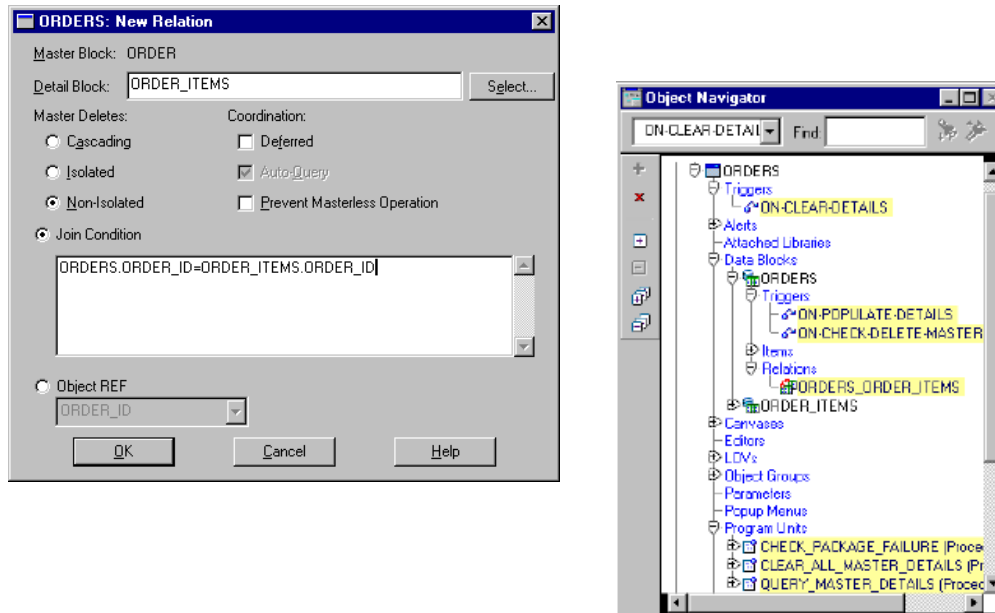 ORDERS: New Relation
Master Block: ORDER
Detail Block: ORDER_ITEMS Select...
Master Deletes: Coordination:
Cascading Deferred
Isolated Auto-Query
Non-Isolated Prevent Masterless Operation
Join Condition
ORDERS.ORDER_ID=ORDER_ITEMS.ORDER_ID
Object REF
ORDER_ID
OK Cancel Help
Object Navigator
ON-CLEAR-DETAIL Find:
ORDERS
Triggers
ON-CLEAR-DETAILS
Alerts
Attached Libraries
Data Blocks
ORDERS
Triggers
ON-POPULATE-DETAILS
ON-CHECK-DELETE-MASTER
Items
Relations
ORDERS_ORDER_ITEMS
ORDER_ITEMS
Canvases
Editors
LOVs
Object Groups
Parameters
Popup Menus
Program Units
CHECK_PACKAGE_FAILURE (Proce
CLEAR_ALL_MASTER_DETAILS (Pr
QUERY_MASTER_DETAILS (Proced